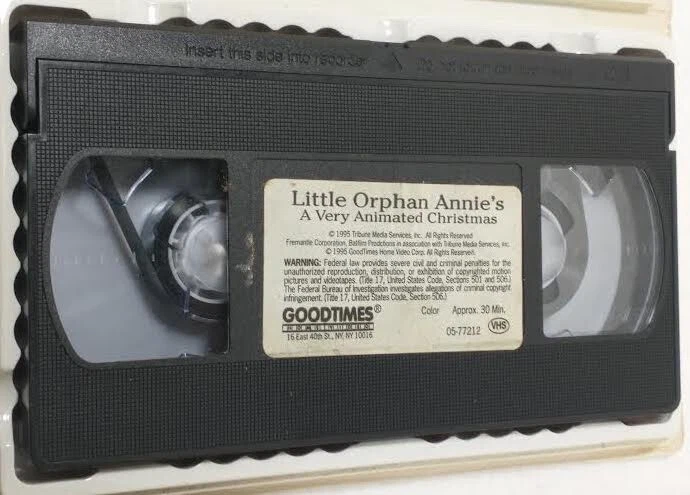 Insert this side into recorder
Little Orphan Annie's
A Very Animated Christmas
© 1995 Tribune Media Services, Inc. All Rights Reserved
Fremantle Corporation, Batfilm Prodctions in association with Tribune Media Services, Inc.
© 1995 GoodTimes Home Video Corp. All Rights Reserved.
WARNING: Federal law provides severe civil and criminal penalties for the
unauthorized reproduction, distribution, or exhibition of copyrighted motion
pictures and videotapes. (Title 17, United States Code, Sections 501 and 506.)
The Federal Bureau of Investigation investigates allegations of criminal copyright
infringement. (Title 17, United States Code, Section 506.)
GOODTIMES® Color Approx. 30 Min.
05-77212 VHS
16 East 40th St., NY, NY 10016